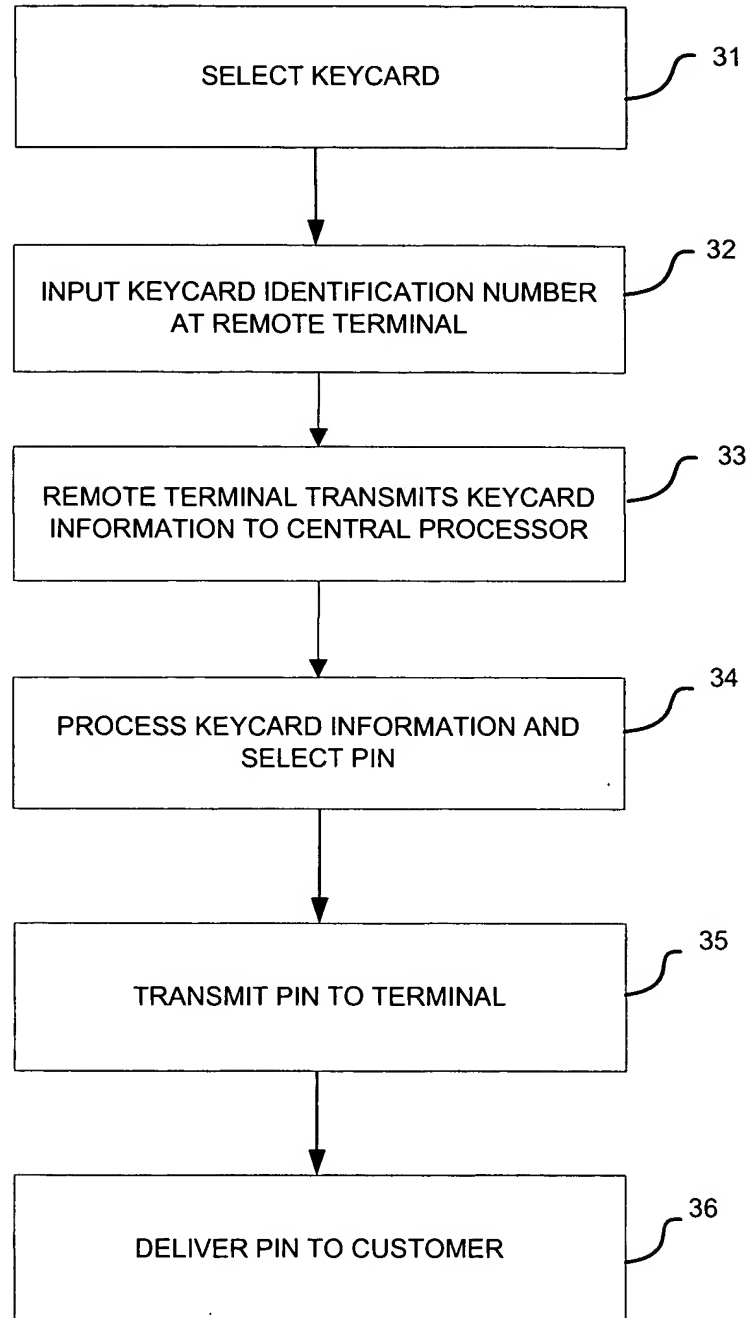 SELECT KEYCARD
31
INPUT KEYCARD IDENTIFICATION NUMBER
AT REMOTE TERMINAL
32
REMOTE TERMINAL TRANSMITS KEYCARD
INFORMATION TO CENTRAL PROCESSOR
33
PROCESS KEYCARD INFORMATION AND
SELECT PIN
34
TRANSMIT PIN TO TERMINAL
35
DELIVER PIN TO CUSTOMER
36